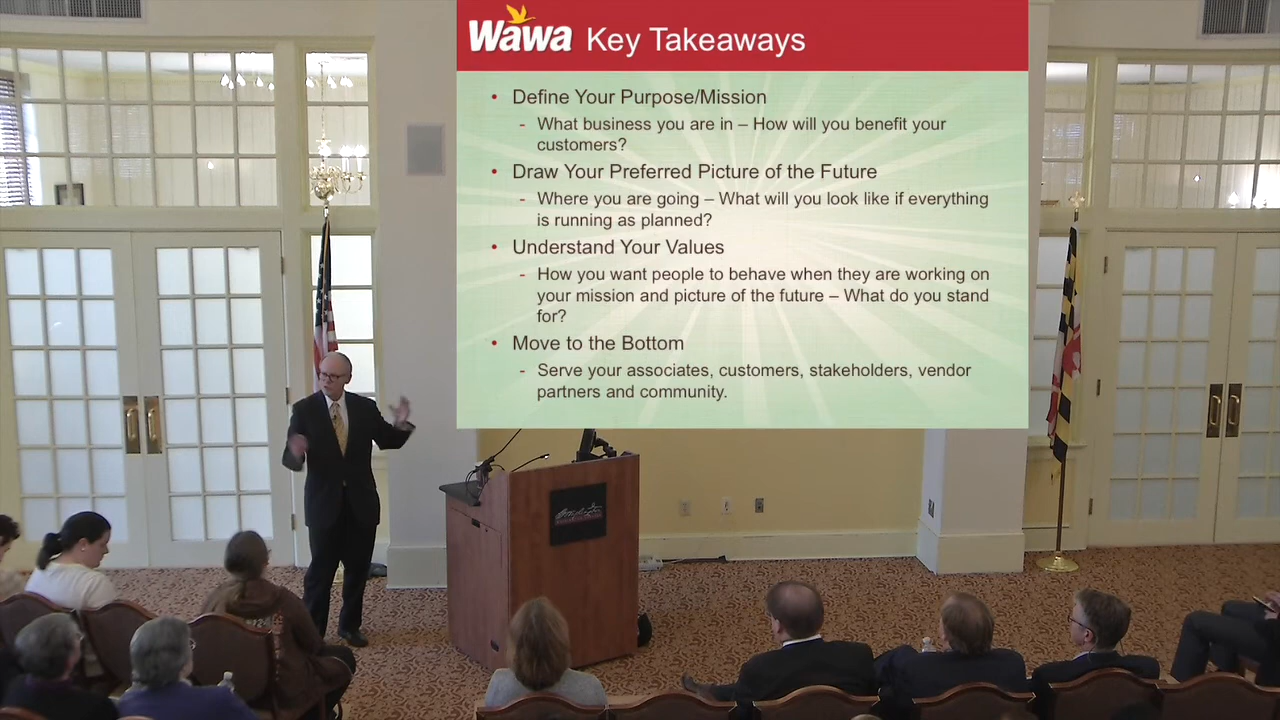 Wawa Key Takeaways
• Define Your Purpose/Mission
- What business you are in – How will you benefit your
customers?
• Draw Your Preferred Picture of the Future
- Where you are going – What will you look like if everything
is running as planned?
• Understand Your Values
- How you want people to behave when they are working on
your mission and picture of the future – What do you stand
for?
• Move to the Bottom
- Serve your associates, customers, stakeholders, vendor
partners and community.